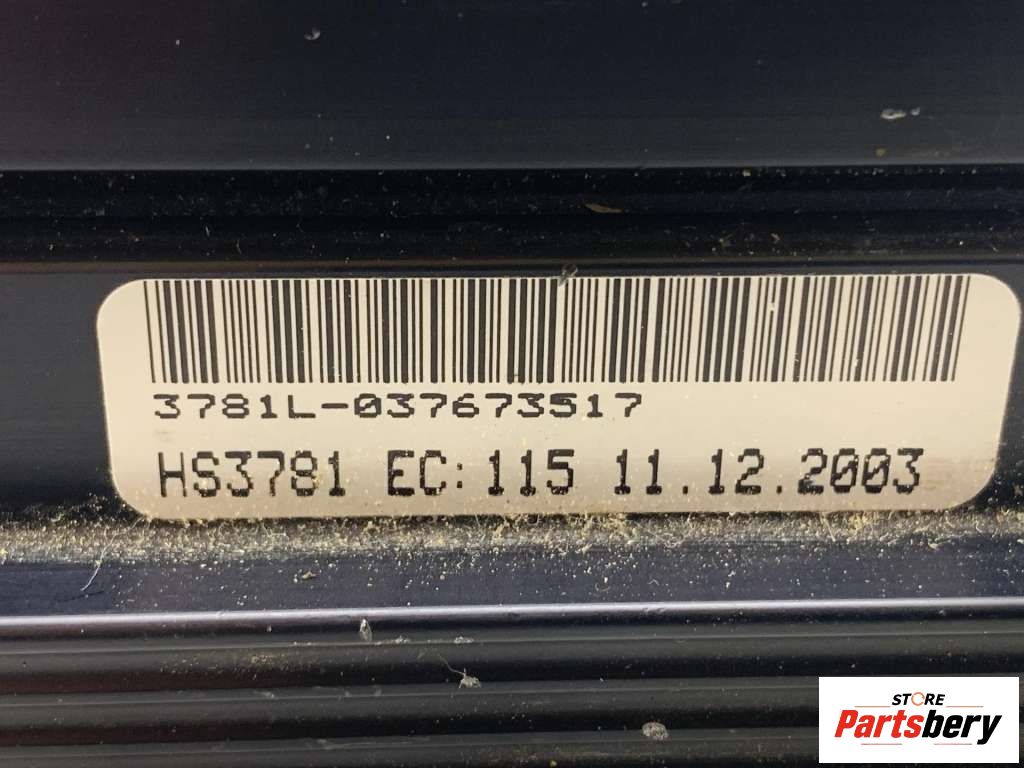 3781L-037673517
HS3781 EC:115 11.12.2003
STORE
Partsbery